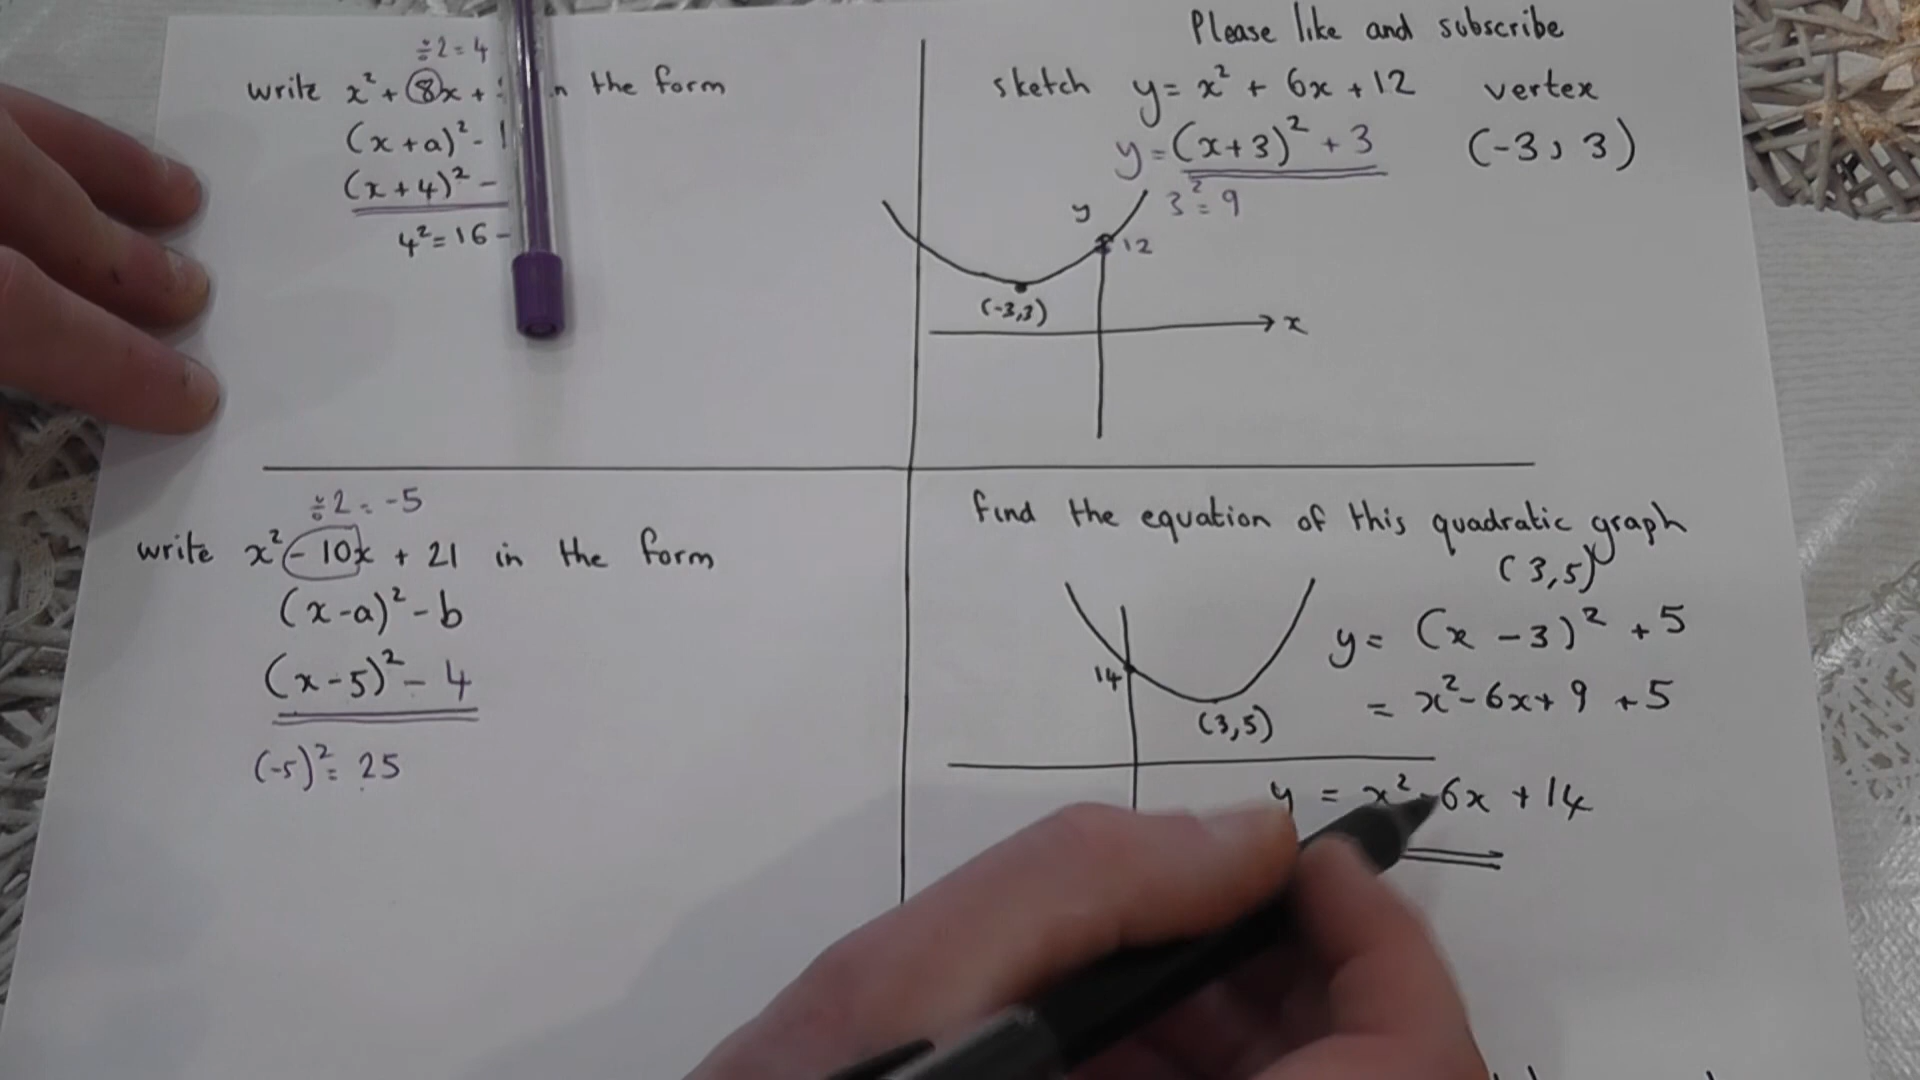 ÷2 = 4
write x² + 8x + in the form
(x + a)² -
(x + 4)² -
4² = 16 -
Please like and subscribe
sketch y = x² + 6x + 12 vertex
y = (x+3)² + 3 (-3, 3)
3² = 9
y
12
(-3,3)
x
÷2 = -5
write x² - 10x + 21 in the form
(x - a)² - b
(x - 5)² - 4
(-5)² = 25
find the equation of this quadratic graph
(3,5)
y = (x - 3)² + 5
= x² - 6x + 9 + 5
14
(3,5)
y = x² - 6x + 14